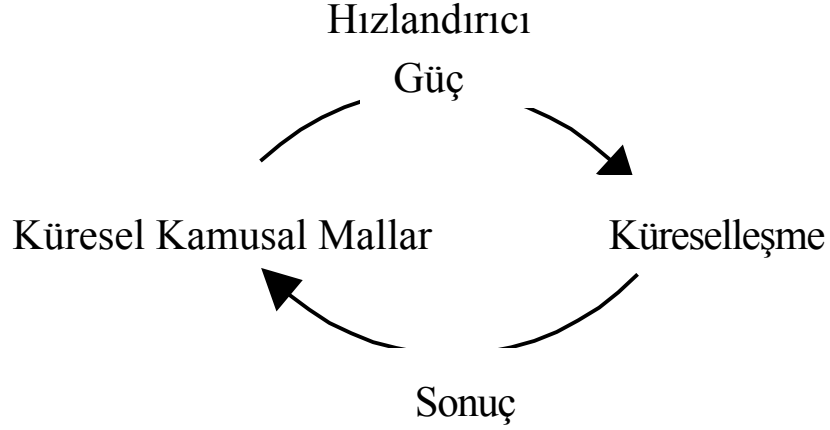 Hızlandırıcı
Güç
Küresel Kamusal Mallar
Küreselleşme
Sonuç